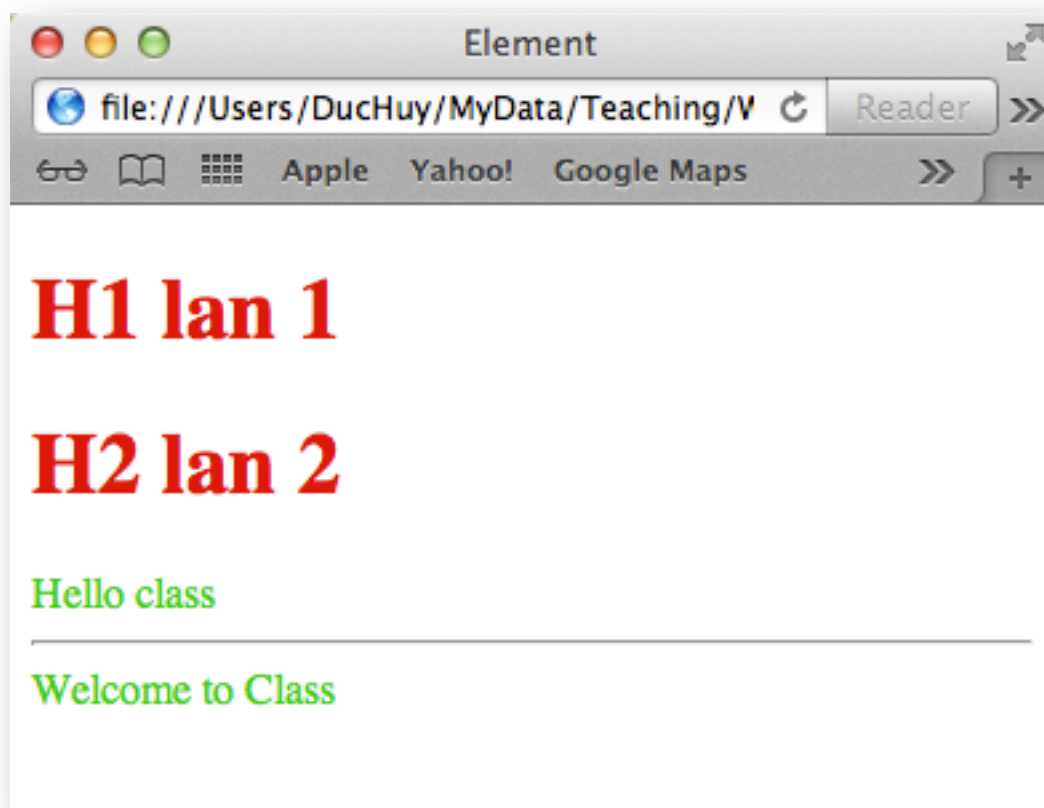 Element
file:///Users/DucHuy/MyData/Teaching/W Reader
Apple Yahoo! Google Maps
H1 lan 1
H2 lan 2
Hello class
Welcome to Class